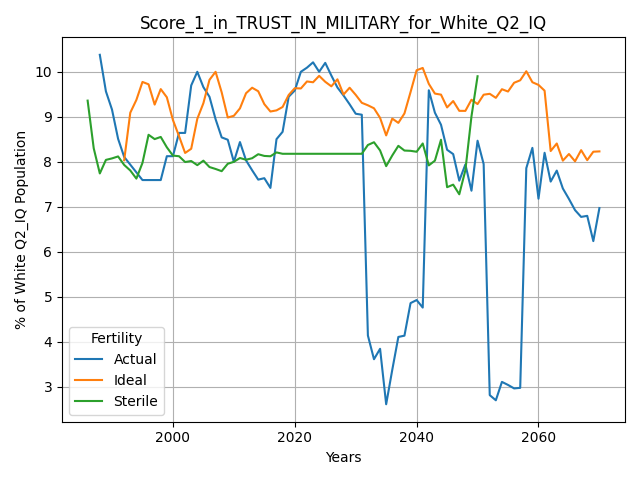 Score_1_in_TRUST_IN_MILITARY_for_White_Q2_IQ
% of White Q2_IQ Population
10
9
8
7
6
5
4
3
Fertility
Actual
Ideal
Sterile
2000
2020
2040
2060
Years